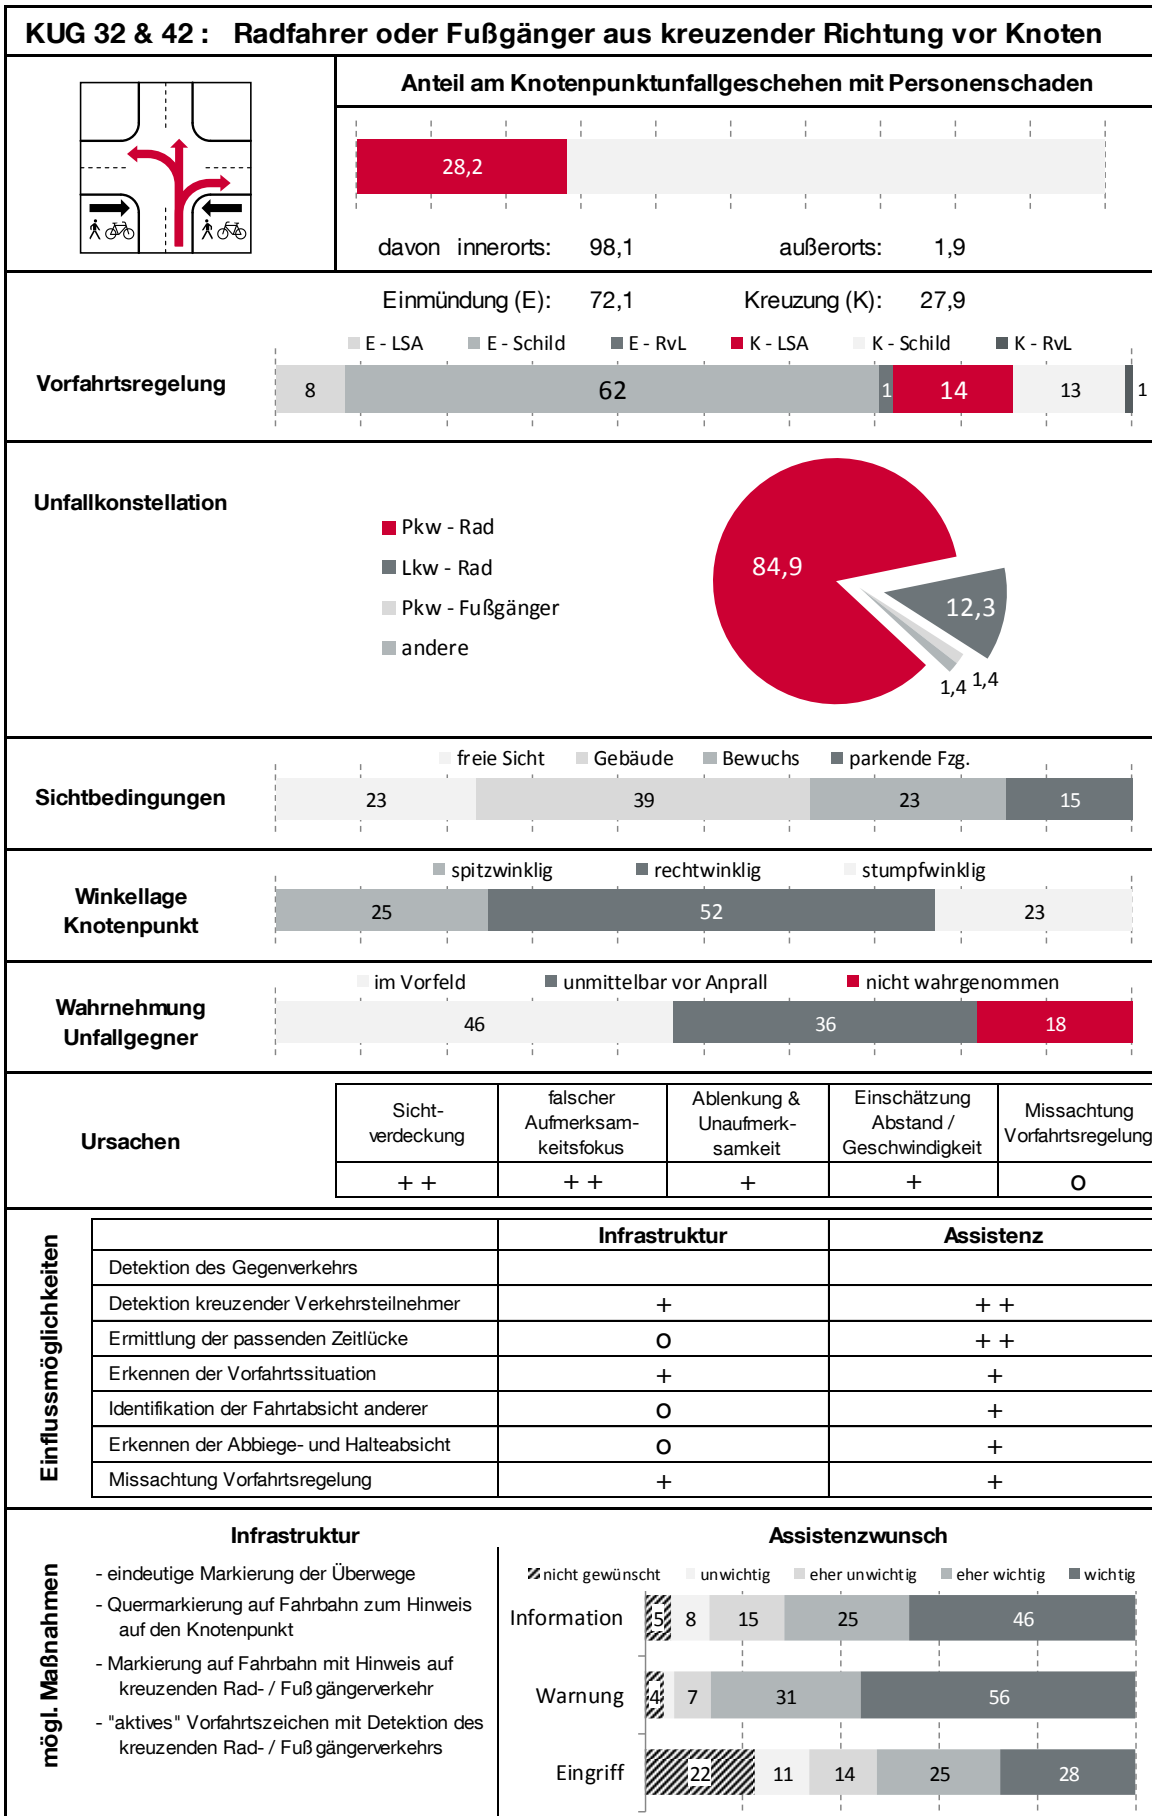 KUG 32 & 42 : Radfahrer oder Fußgänger aus kreuzender Richtung vor Knoten
Anteil am Knotenpunktunfallgeschehen mit Personenschaden
28,2
davon innerorts: 98,1 außerorts: 1,9
Einmündung (E): 72,1 Kreuzung (K): 27,9
E - LSA E - Schild E - RvL K - LSA K - Schild K - RvL
Vorfahrtsregelung
8 62 1 14 13 1
Unfallkonstellation
Pkw - Rad
Lkw - Rad
Pkw - Fußgänger
andere
84,9
12,3
1,4 1,4
freie Sicht Gebäude Bewuchs parkende Fzg.
Sichtbedingungen
23 39 23 15
spitzwinklig rechtwinklig stumpfwinklig
Winkellage
Knotenpunkt
25 52 23
im Vorfeld unmittelbar vor Anprall nicht wahrgenommen
Wahrnehmung
Unfallgegner
46 36 18
Ursachen
Sicht-
verdeckung
falscher
Aufmerksam-
keitsfokus
Ablenkung &
Unaufmerk-
samkeit
Einschätzung
Abstand /
Geschwindigkeit
Missachtung
Vorfahrtsregelung
+ + + + + + o
Einflussmöglichkeiten
Infrastruktur Assistenz
Detektion des Gegenverkehrs
Detektion kreuzender Verkehrsteilnehmer + + +
Ermittlung der passenden Zeitlücke o + +
Erkennen der Vorfahrtssituation + +
Identifikation der Fahrtabsicht anderer o +
Erkennen der Abbiege- und Halteabsicht o +
Missachtung Vorfahrtsregelung + +
mögl. Maßnahmen
Infrastruktur
- eindeutige Markierung der Überwege
- Quermarkierung auf Fahrbahn zum Hinweis
auf den Knotenpunkt
- Markierung auf Fahrbahn mit Hinweis auf
kreuzenden Rad- / Fußgängerverkehr
- "aktives" Vorfahrtszeichen mit Detektion des
kreuzenden Rad- / Fußgängerverkehrs
Assistenzwunsch
nicht gewünscht unwichtig eher unwichtig eher wichtig wichtig
Information 5 8 15 25 46
Warnung 4 7 31 56
Eingriff 22 11 14 25 28